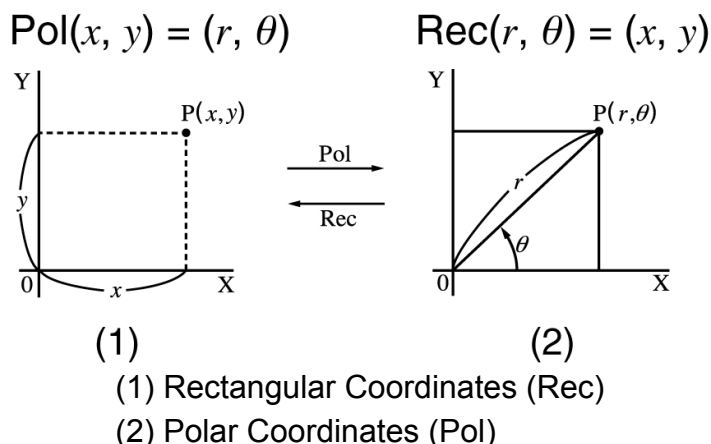 Pol(x, y) = (r, θ)
Rec(r, θ) = (x, y)
Y
P(x,y)
y
0
x
X
Pol
Rec
Y
P(r,θ)
r
θ
0
X
(1)
(2)
(1) Rectangular Coordinates (Rec)
(2) Polar Coordinates (Pol)